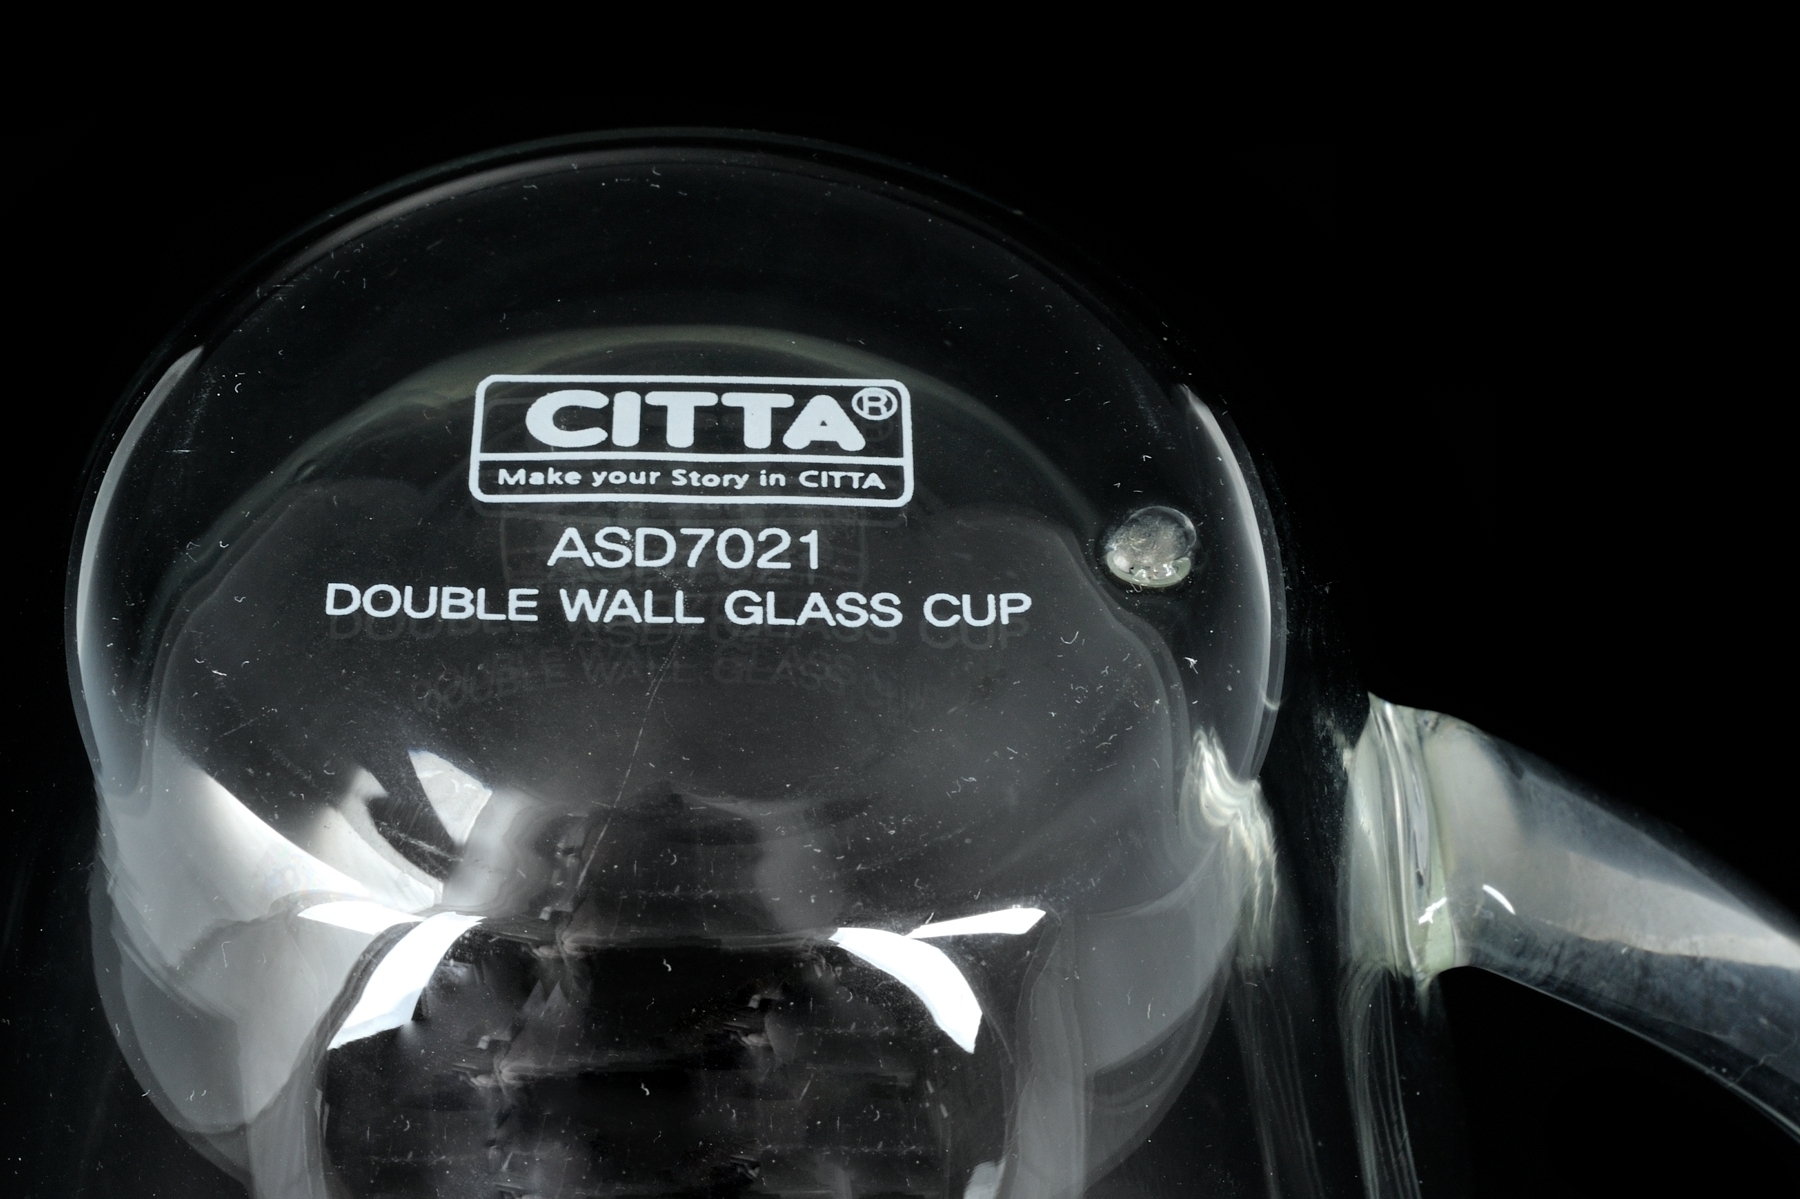 CITTA®
Make your Story in CITTA
ASD7021
DOUBLE WALL GLASS CUP